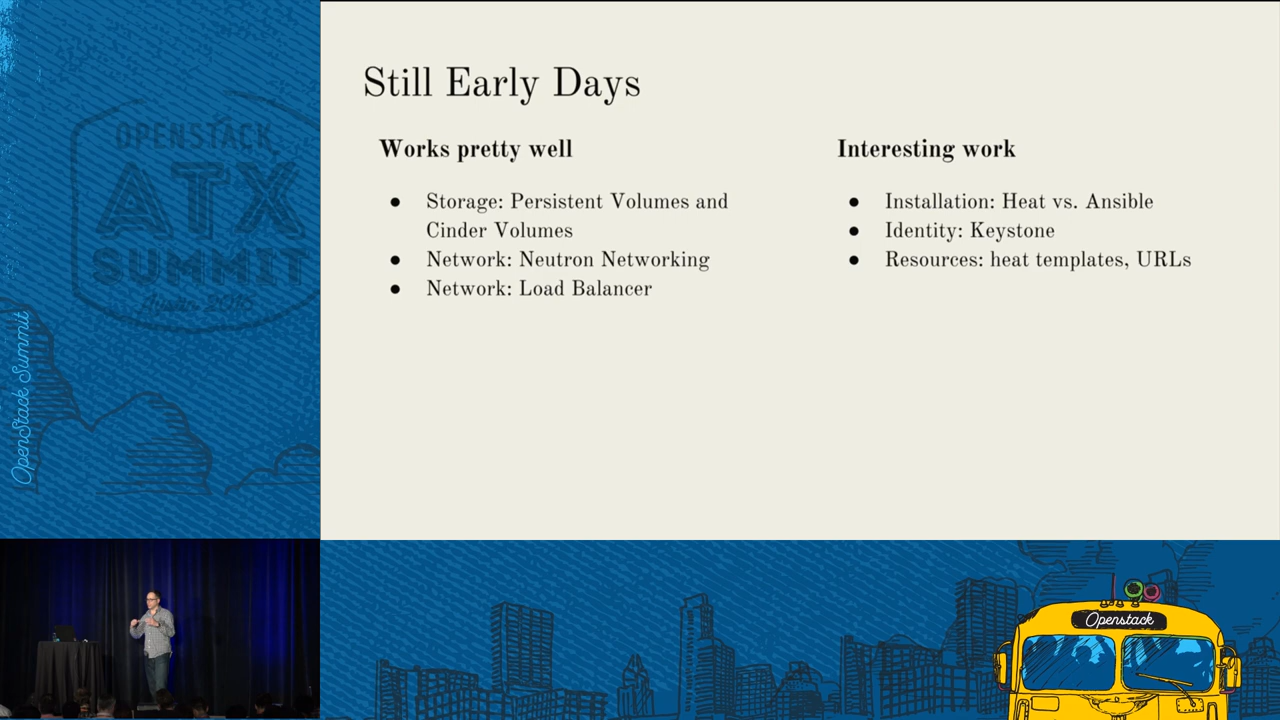 Still Early Days
Works pretty well
● Storage: Persistent Volumes and
Cinder Volumes
● Network: Neutron Networking
● Network: Load Balancer
Interesting work
● Installation: Heat vs. Ansible
● Identity: Keystone
● Resources: heat templates, URLs
OPENSTACK
ATX
SUMMIT
Austin 2016
OpenStack Summit
Openstack